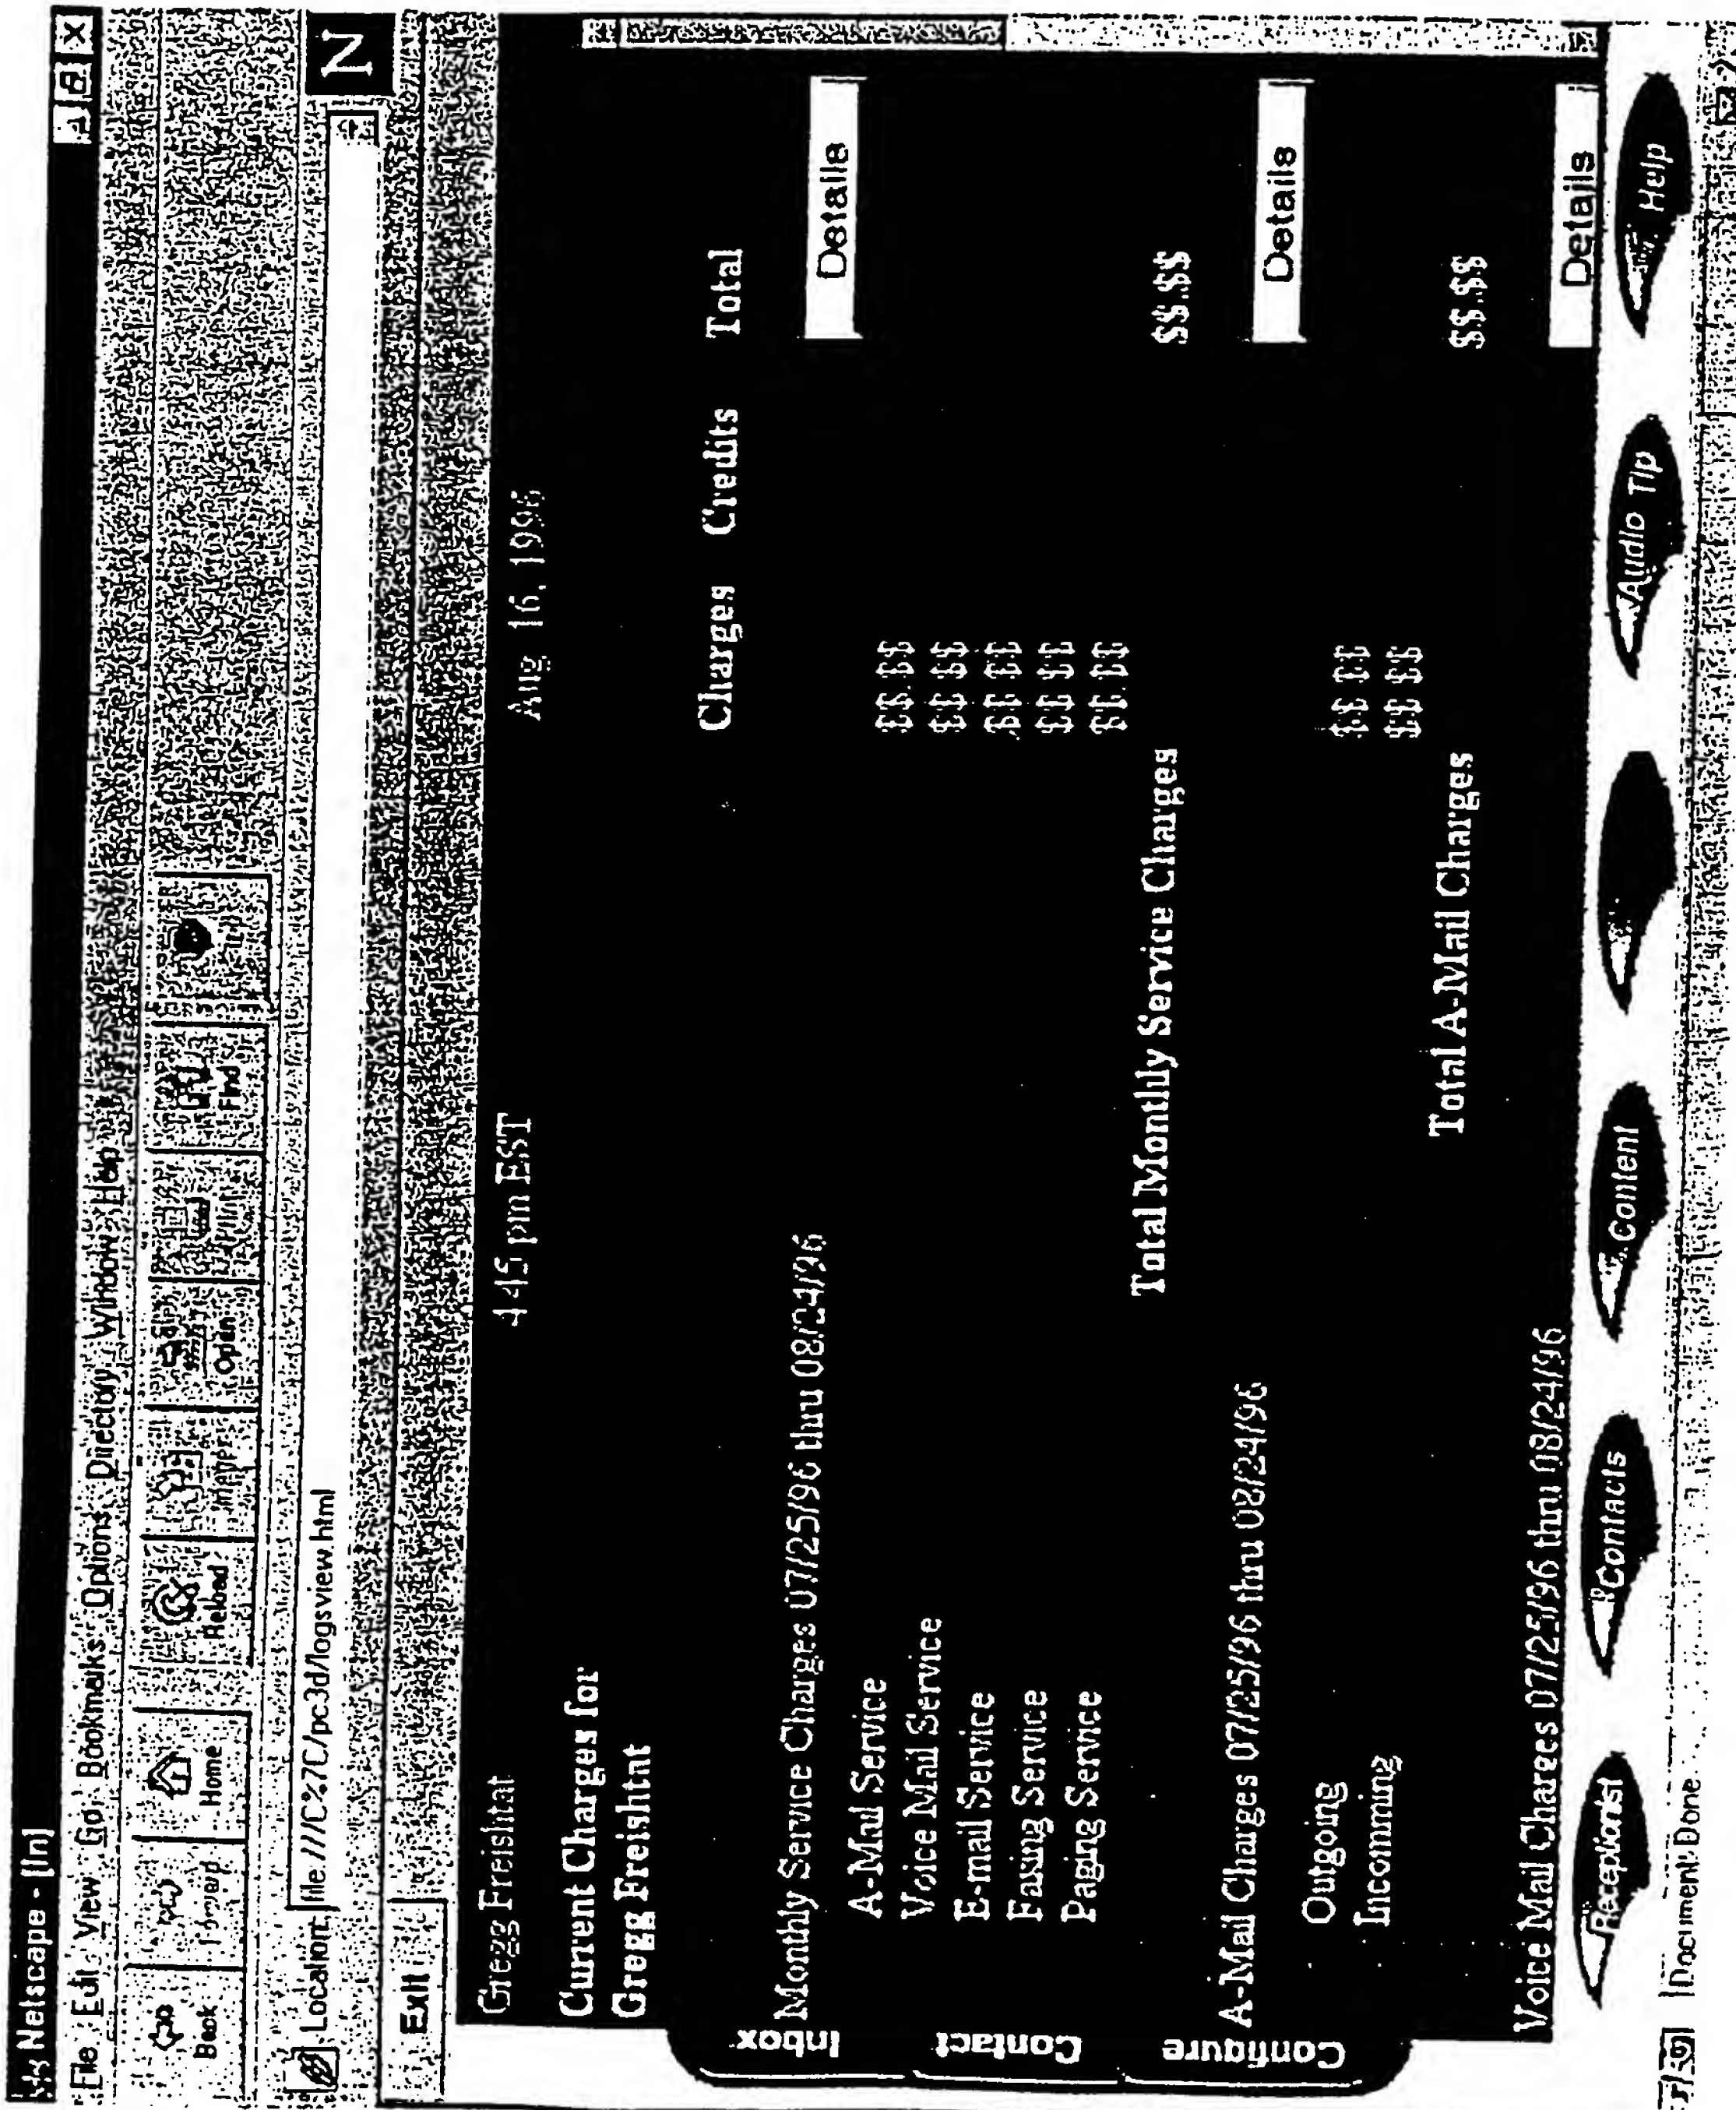 Netscape - [In]
File Edit View Go Bookmarks Options Directory Window Help
Back Forward Home Reload Images Open Print Find Stop
Location: file:///C%7C/pc3d/logsview.html
N
Exit
Gregg Freishtat 4:45 pm EST Aug 16, 1996
Current Charges for
Gregg Freishtat
Charges Credits Total
Inbox
Contact
Configure
Monthly Service Charges 07/25/96 thru 08/24/96 Details
A-Mail Service $$.$$
Voice Mail Service $$.$$
E-mail Service $$.$$
Faxing Service $$.$$
Paging Service $$.$$
Total Monthly Service Charges $$.$$
A-Mail Charges 07/25/96 thru 08/24/96 Details
Outgoing $$.$$
Incomming $$.$$
Total A-Mail Charges $$.$$
Voice Mail Charges 07/25/96 thru 08/24/96 Details
Receptionist Contacts Content Audio Tip Help
Document: Done